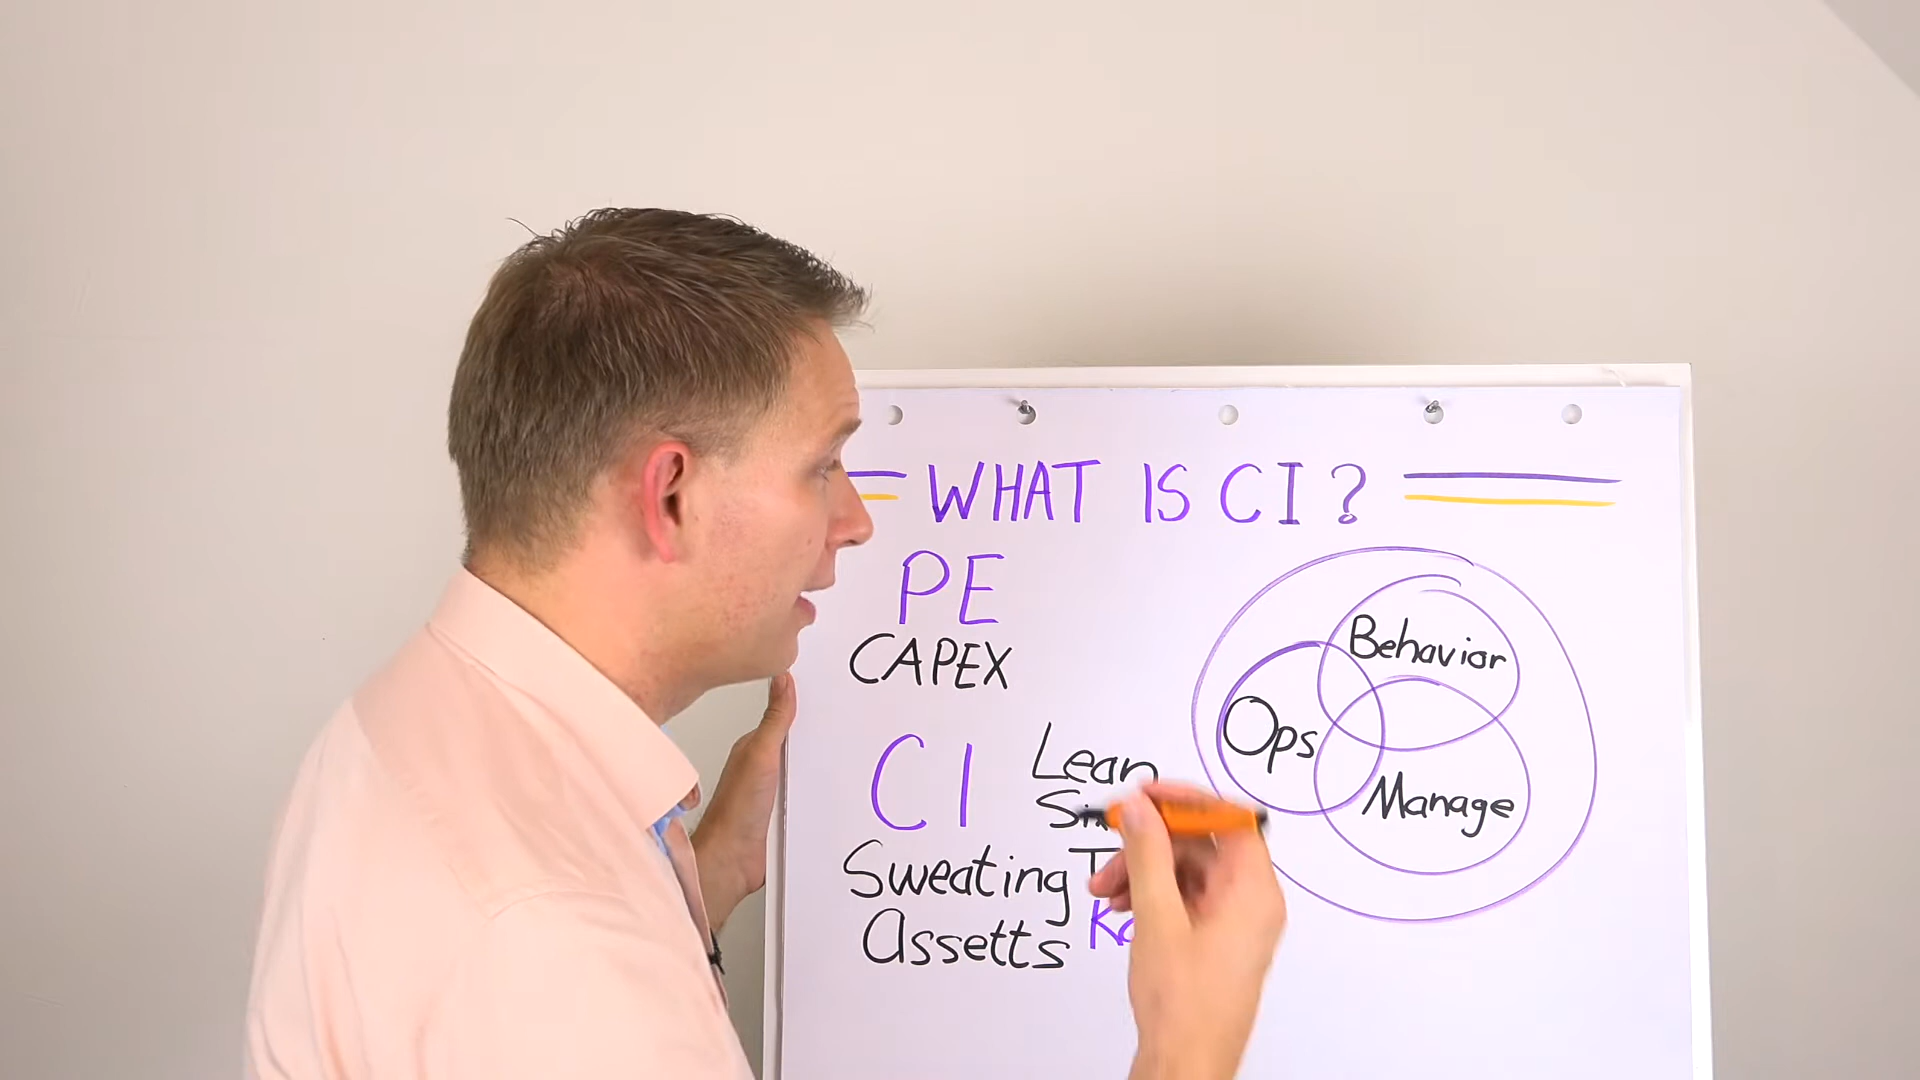 WHAT IS CI?
PE
CAPEX
CI
Lean
Sweating
Assetts
Behavior
Ops
Manage